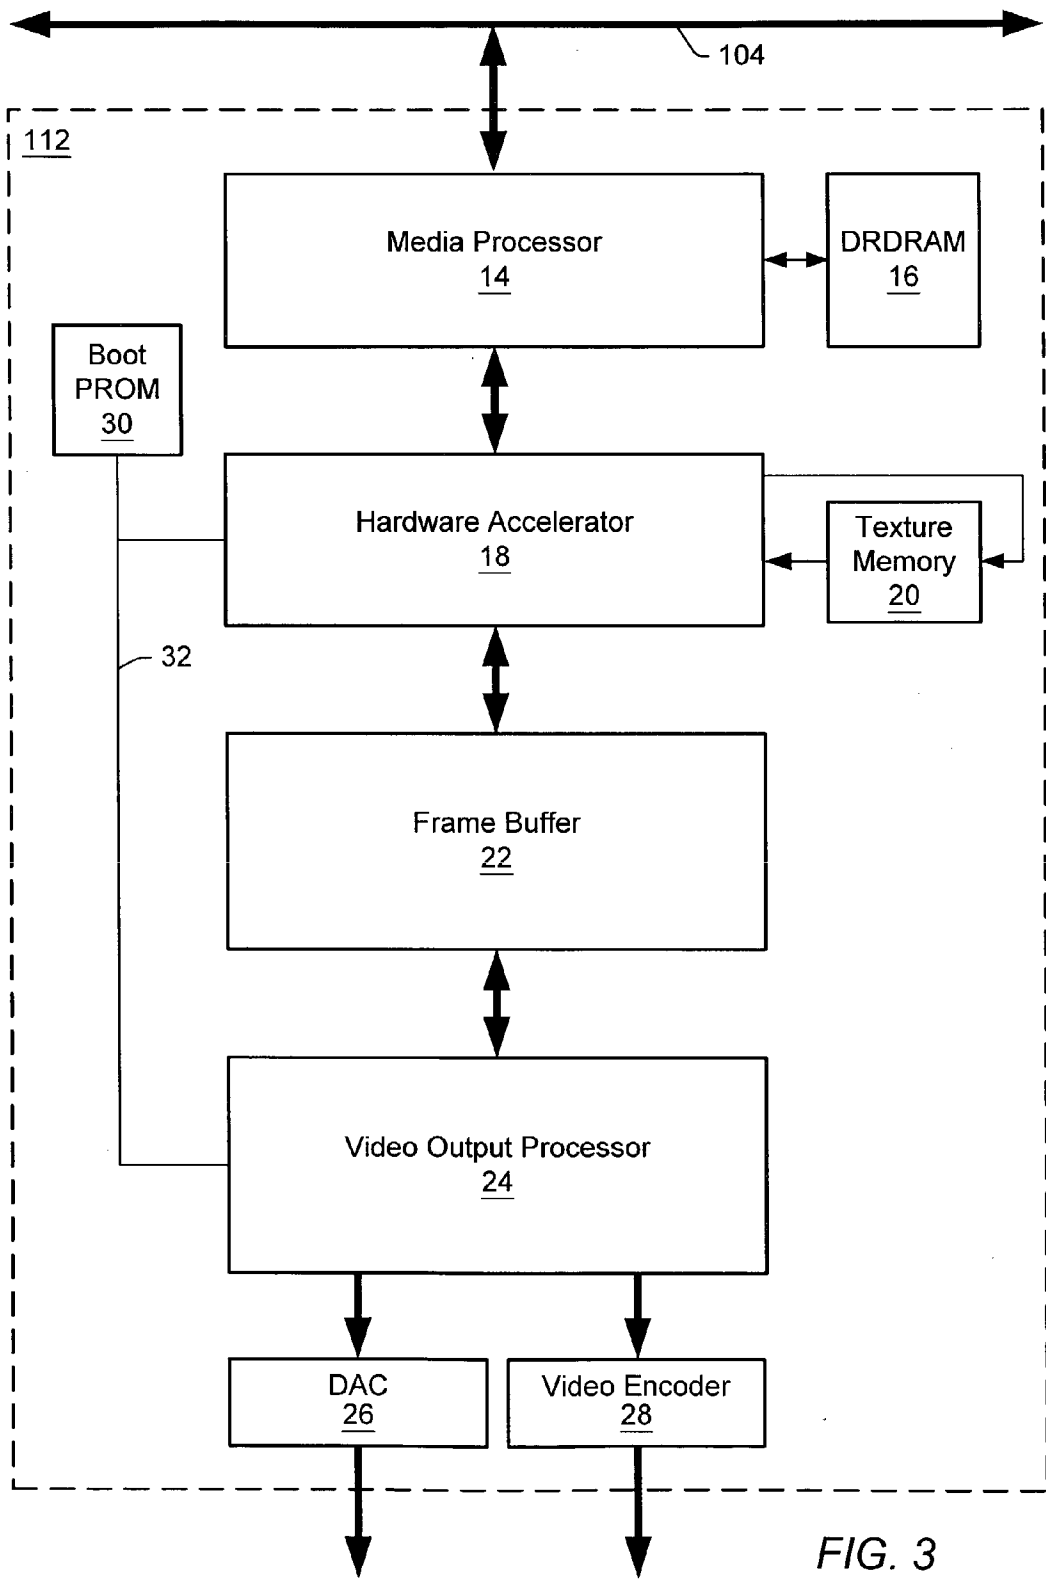 104
112
Media Processor
14
DRDRAM
16
Boot
PROM
30
Hardware Accelerator
18
Texture
Memory
20
32
Frame Buffer
22
Video Output Processor
24
DAC
26
Video Encoder
28
FIG. 3